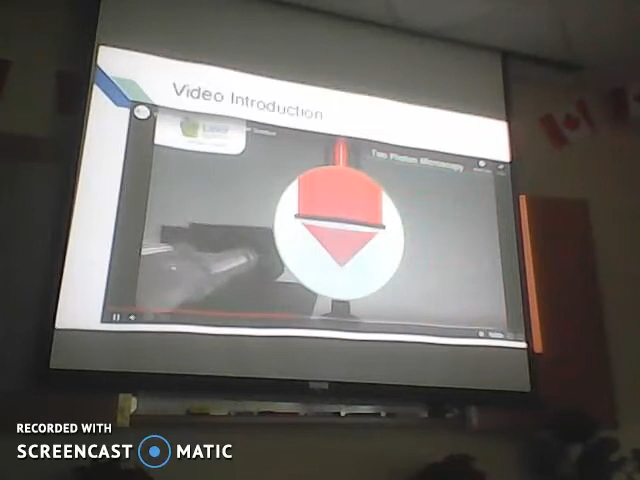 Video Introduction
Two Photon Microscopy
RECORDED WITH
SCREENCAST MATIC